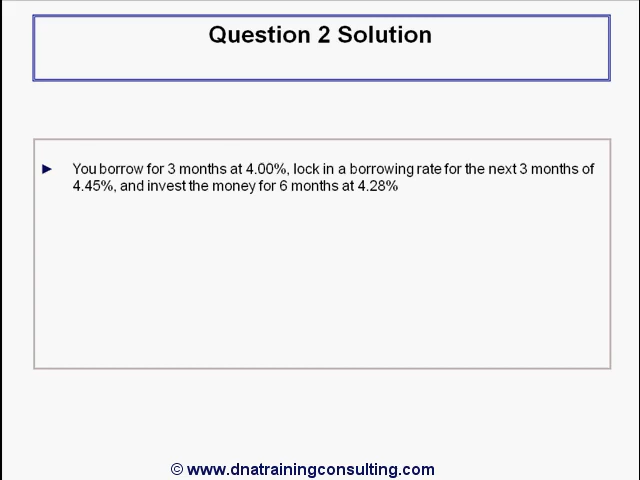 Question 2 Solution
► You borrow for 3 months at 4.00%, lock in a borrowing rate for the next 3 months of
4.45%, and invest the money for 6 months at 4.28%
© www.dnatrainingconsulting.com